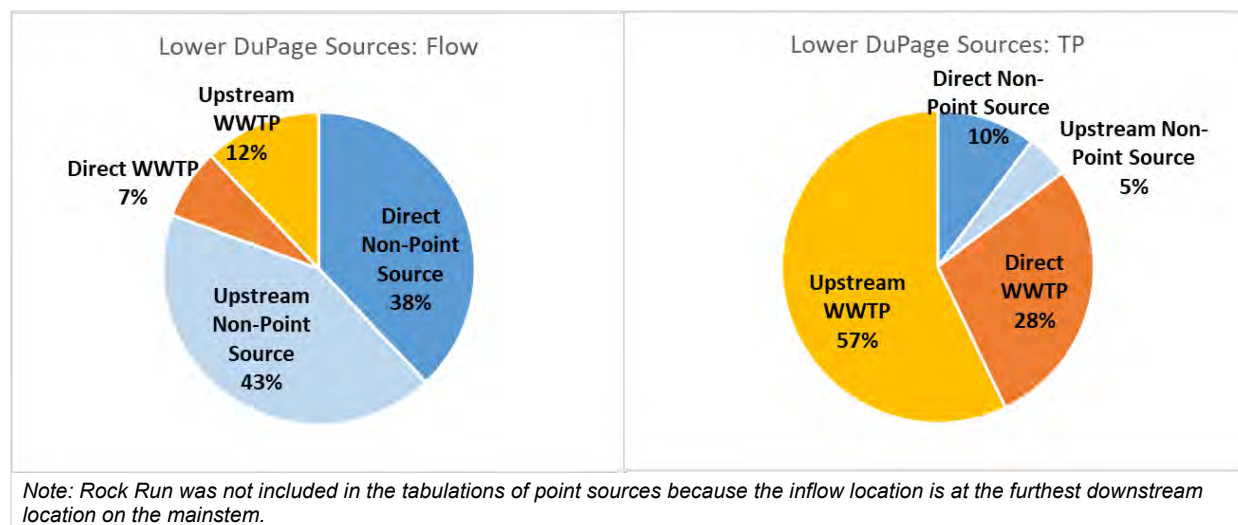 Lower DuPage Sources: Flow
Upstream
WWTP
12%
Direct WWTP
7%
Direct
Non-Point
Source
38%
Upstream
Non-Point
Source
43%
Lower DuPage Sources: TP
Direct Non-
Point Source
10%
Upstream Non-
Point Source
5%
Direct
WWTP
28%
Upstream
WWTP
57%
Note: Rock Run was not included in the tabulations of point sources because the inflow location is at the furthest downstream
location on the mainstem.